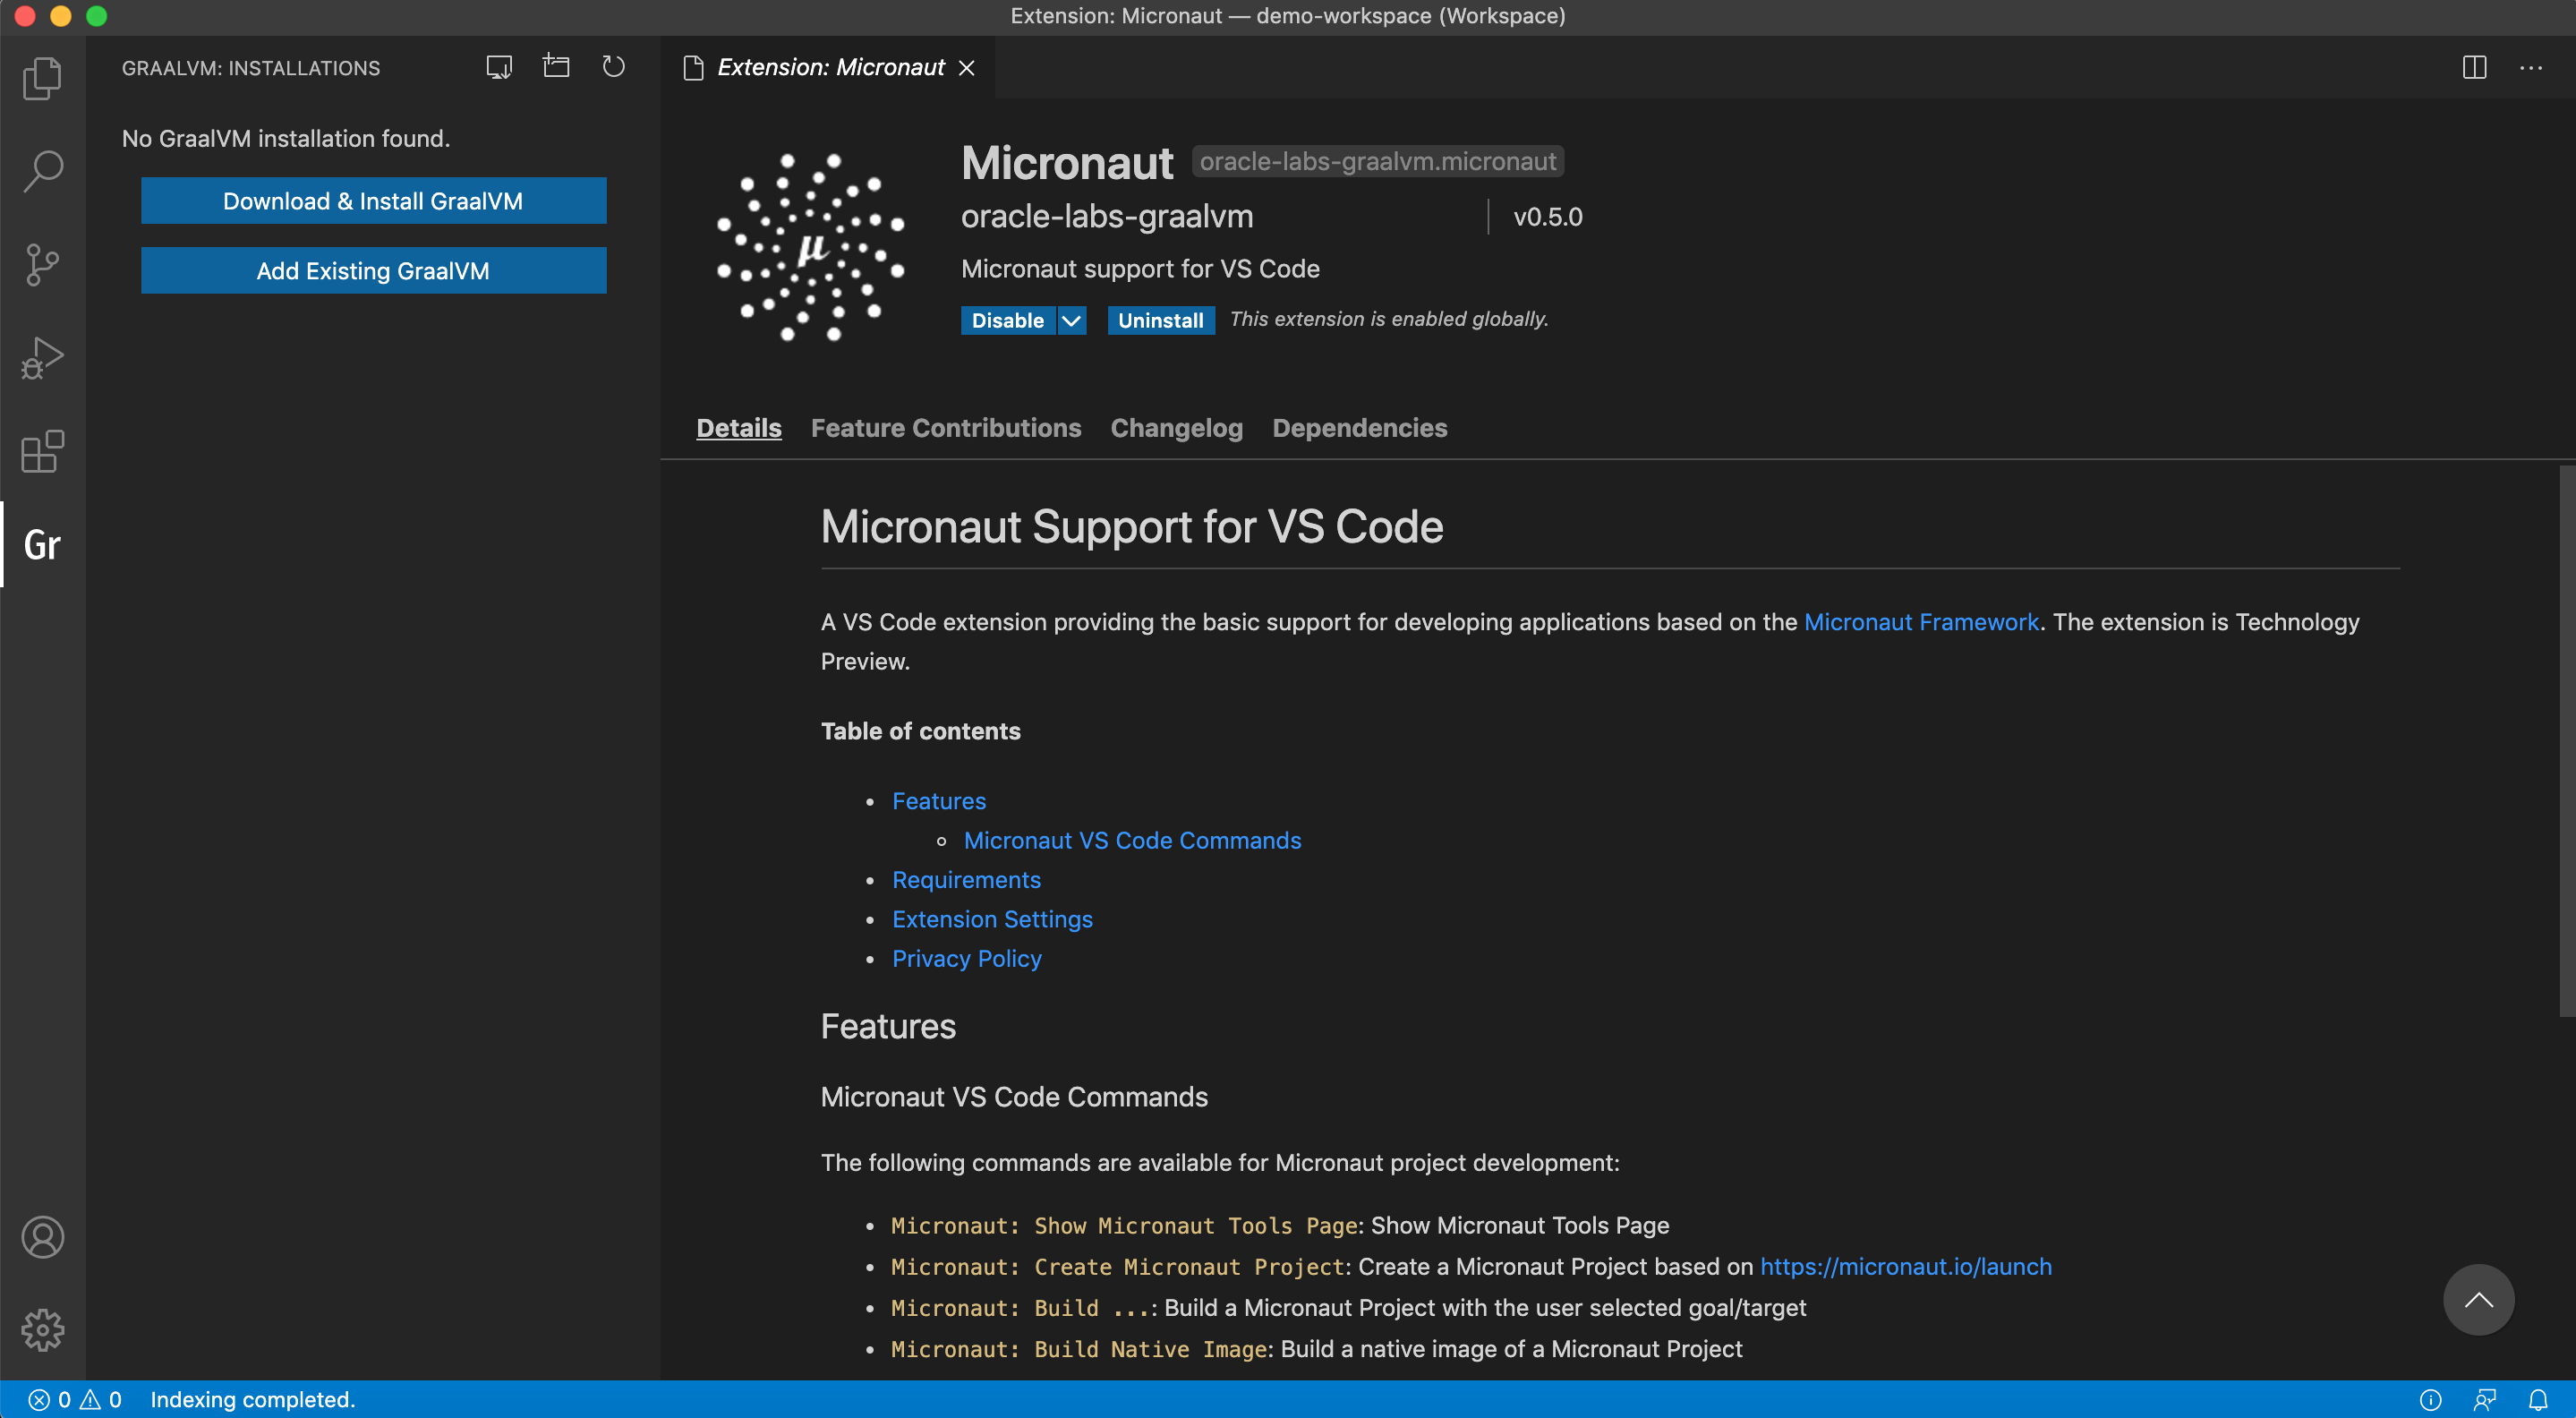 Extension: Micronaut — demo-workspace (Workspace)
GRAALVM: INSTALLATIONS
No GraalVM installation found.
Download & Install GraalVM
Add Existing GraalVM
Gr
Extension: Micronaut
μ
Micronaut oracle-labs-graalvm.micronaut
oracle-labs-graalvm | v0.5.0
Micronaut support for VS Code
Disable Uninstall This extension is enabled globally.
Details Feature Contributions Changelog Dependencies
Micronaut Support for VS Code
A VS Code extension providing the basic support for developing applications based on the Micronaut Framework. The extension is Technology
Preview.
Table of contents
• Features
◦ Micronaut VS Code Commands
• Requirements
• Extension Settings
• Privacy Policy
Features
Micronaut VS Code Commands
The following commands are available for Micronaut project development:
• Micronaut: Show Micronaut Tools Page: Show Micronaut Tools Page
• Micronaut: Create Micronaut Project: Create a Micronaut Project based on https://micronaut.io/launch
• Micronaut: Build ...: Build a Micronaut Project with the user selected goal/target
• Micronaut: Build Native Image: Build a native image of a Micronaut Project
0 0 Indexing completed.